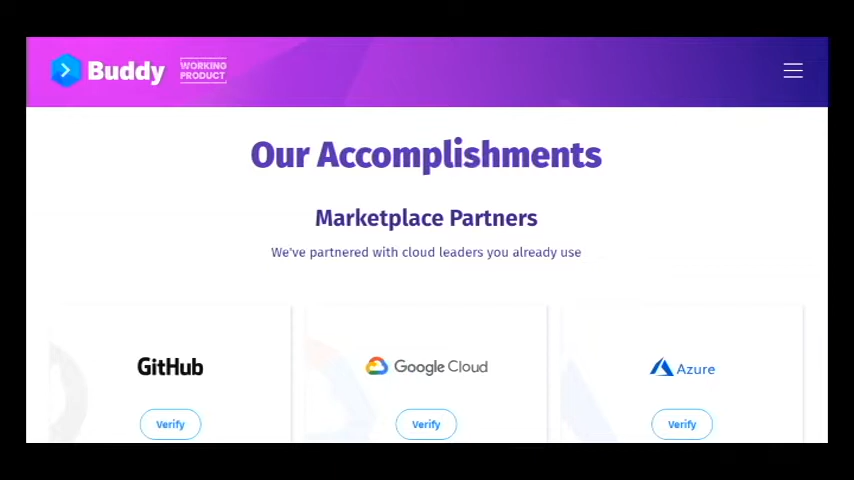 Buddy
WORKING
PRODUCT
Our Accomplishments
Marketplace Partners
We've partnered with cloud leaders you already use
GitHub
Google Cloud
Azure
Verify
Verify
Verify